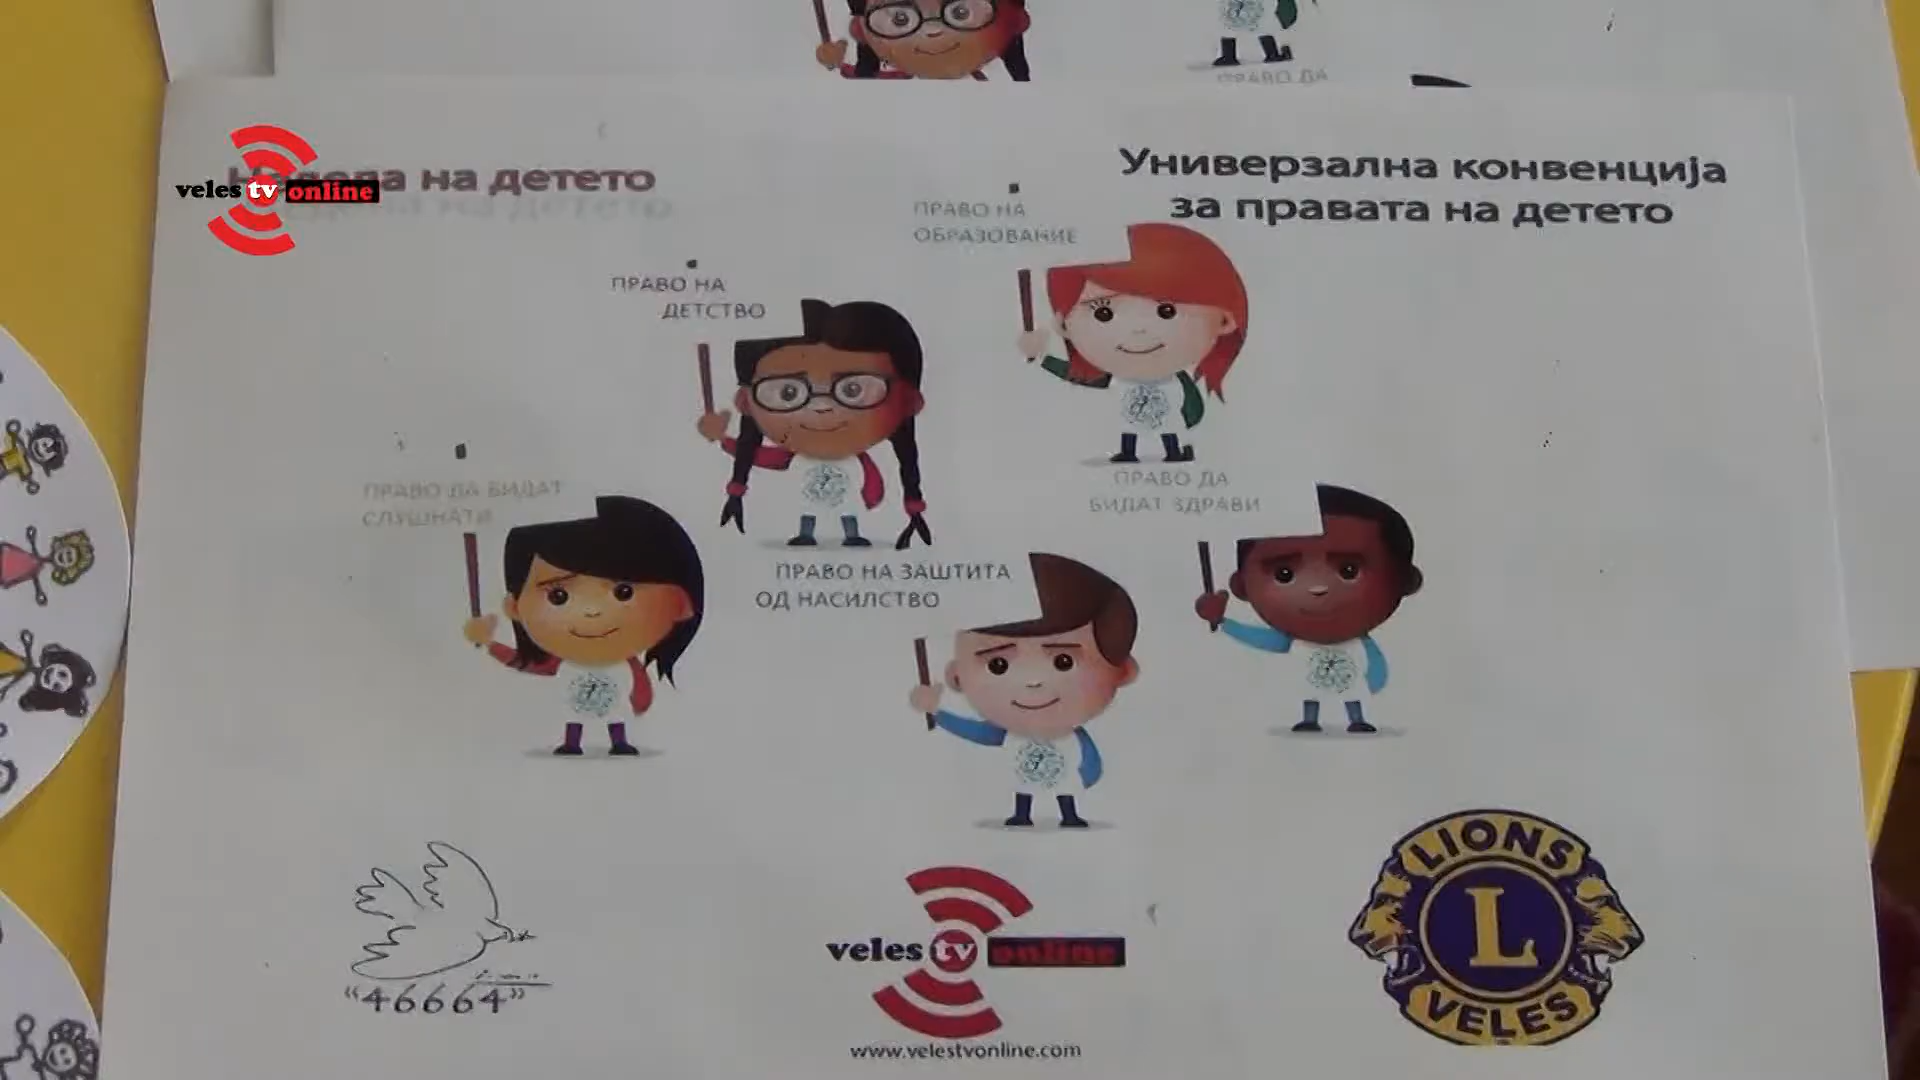 ПРАВО ДА
veles tv online
на детето
Универзална конвенција
за правата на детето
ПРАВО НА
ОБРАЗОВАНИЕ
ПРАВО НА
ДЕТСТВО
ПРАВО ДА БИДАТ
СЛУШНАТИ
ПРАВО ДА
БИДАТ ЗДРАВИ
ПРАВО НА ЗАШТИТА
ОД НАСИЛСТВО
"46664"
veles tv online
www.velestvonline.com
LIONS
L
VELES